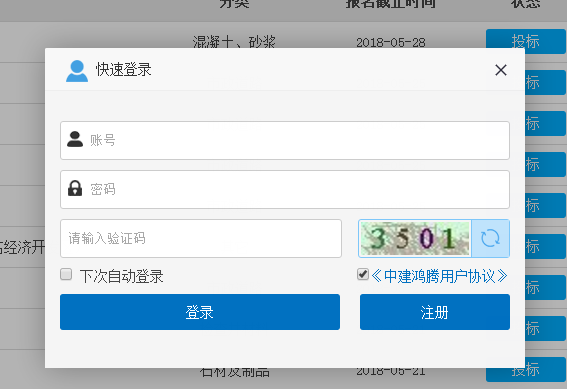 分类 报名截止时间 状态
混凝土、砂浆 2018-05-28 投标
快速登录
标
账号
标
标
密码
标
标
请输入验证码 3501
经济开 标
下次自动登录 《中建鸿腾用户协议》
标
登录 注册
标
石材及制品 2018-05-21 投标